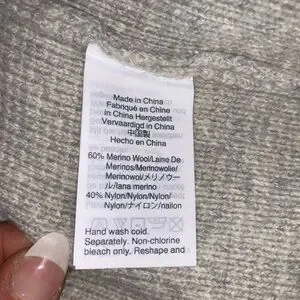 Made in China
Fabriqué en Chine
In China Hergestellt
Vervaardigd in China
中国製
Hecho en China
60% Merino Wool/Laine De
Merinos/Merinowolle/
Merinowol/メリノウー
ル/lana merino
40% Nylon/Nylon/Nylon/
Nylon/ナイロン/nailon
Hand wash cold.
Separately. Non-chlorine
bleach only. Reshape and